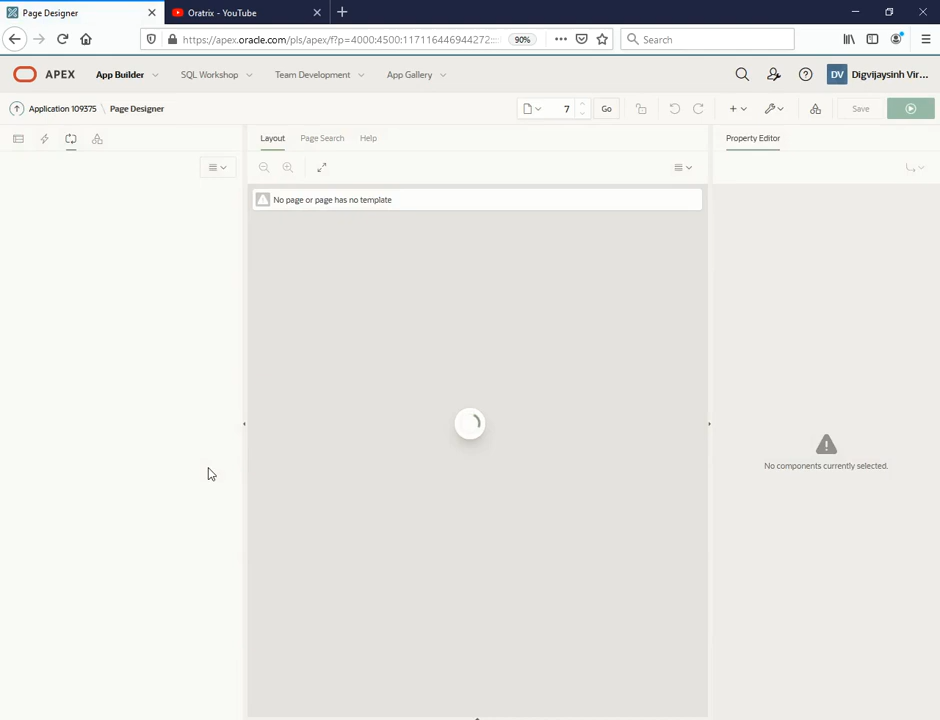 Page Designer
Oratrix - YouTube
https://apex.oracle.com/pls/apex/f?p=4000:4500:117116446944272:::
90%
Search
APEX
App Builder
SQL Workshop
Team Development
App Gallery
DV
Digvijaysinh Vir...
Application 109375 \ Page Designer
7
Go
Save
Layout
Page Search
Help
Property Editor
No page or page has no template
No components currently selected.